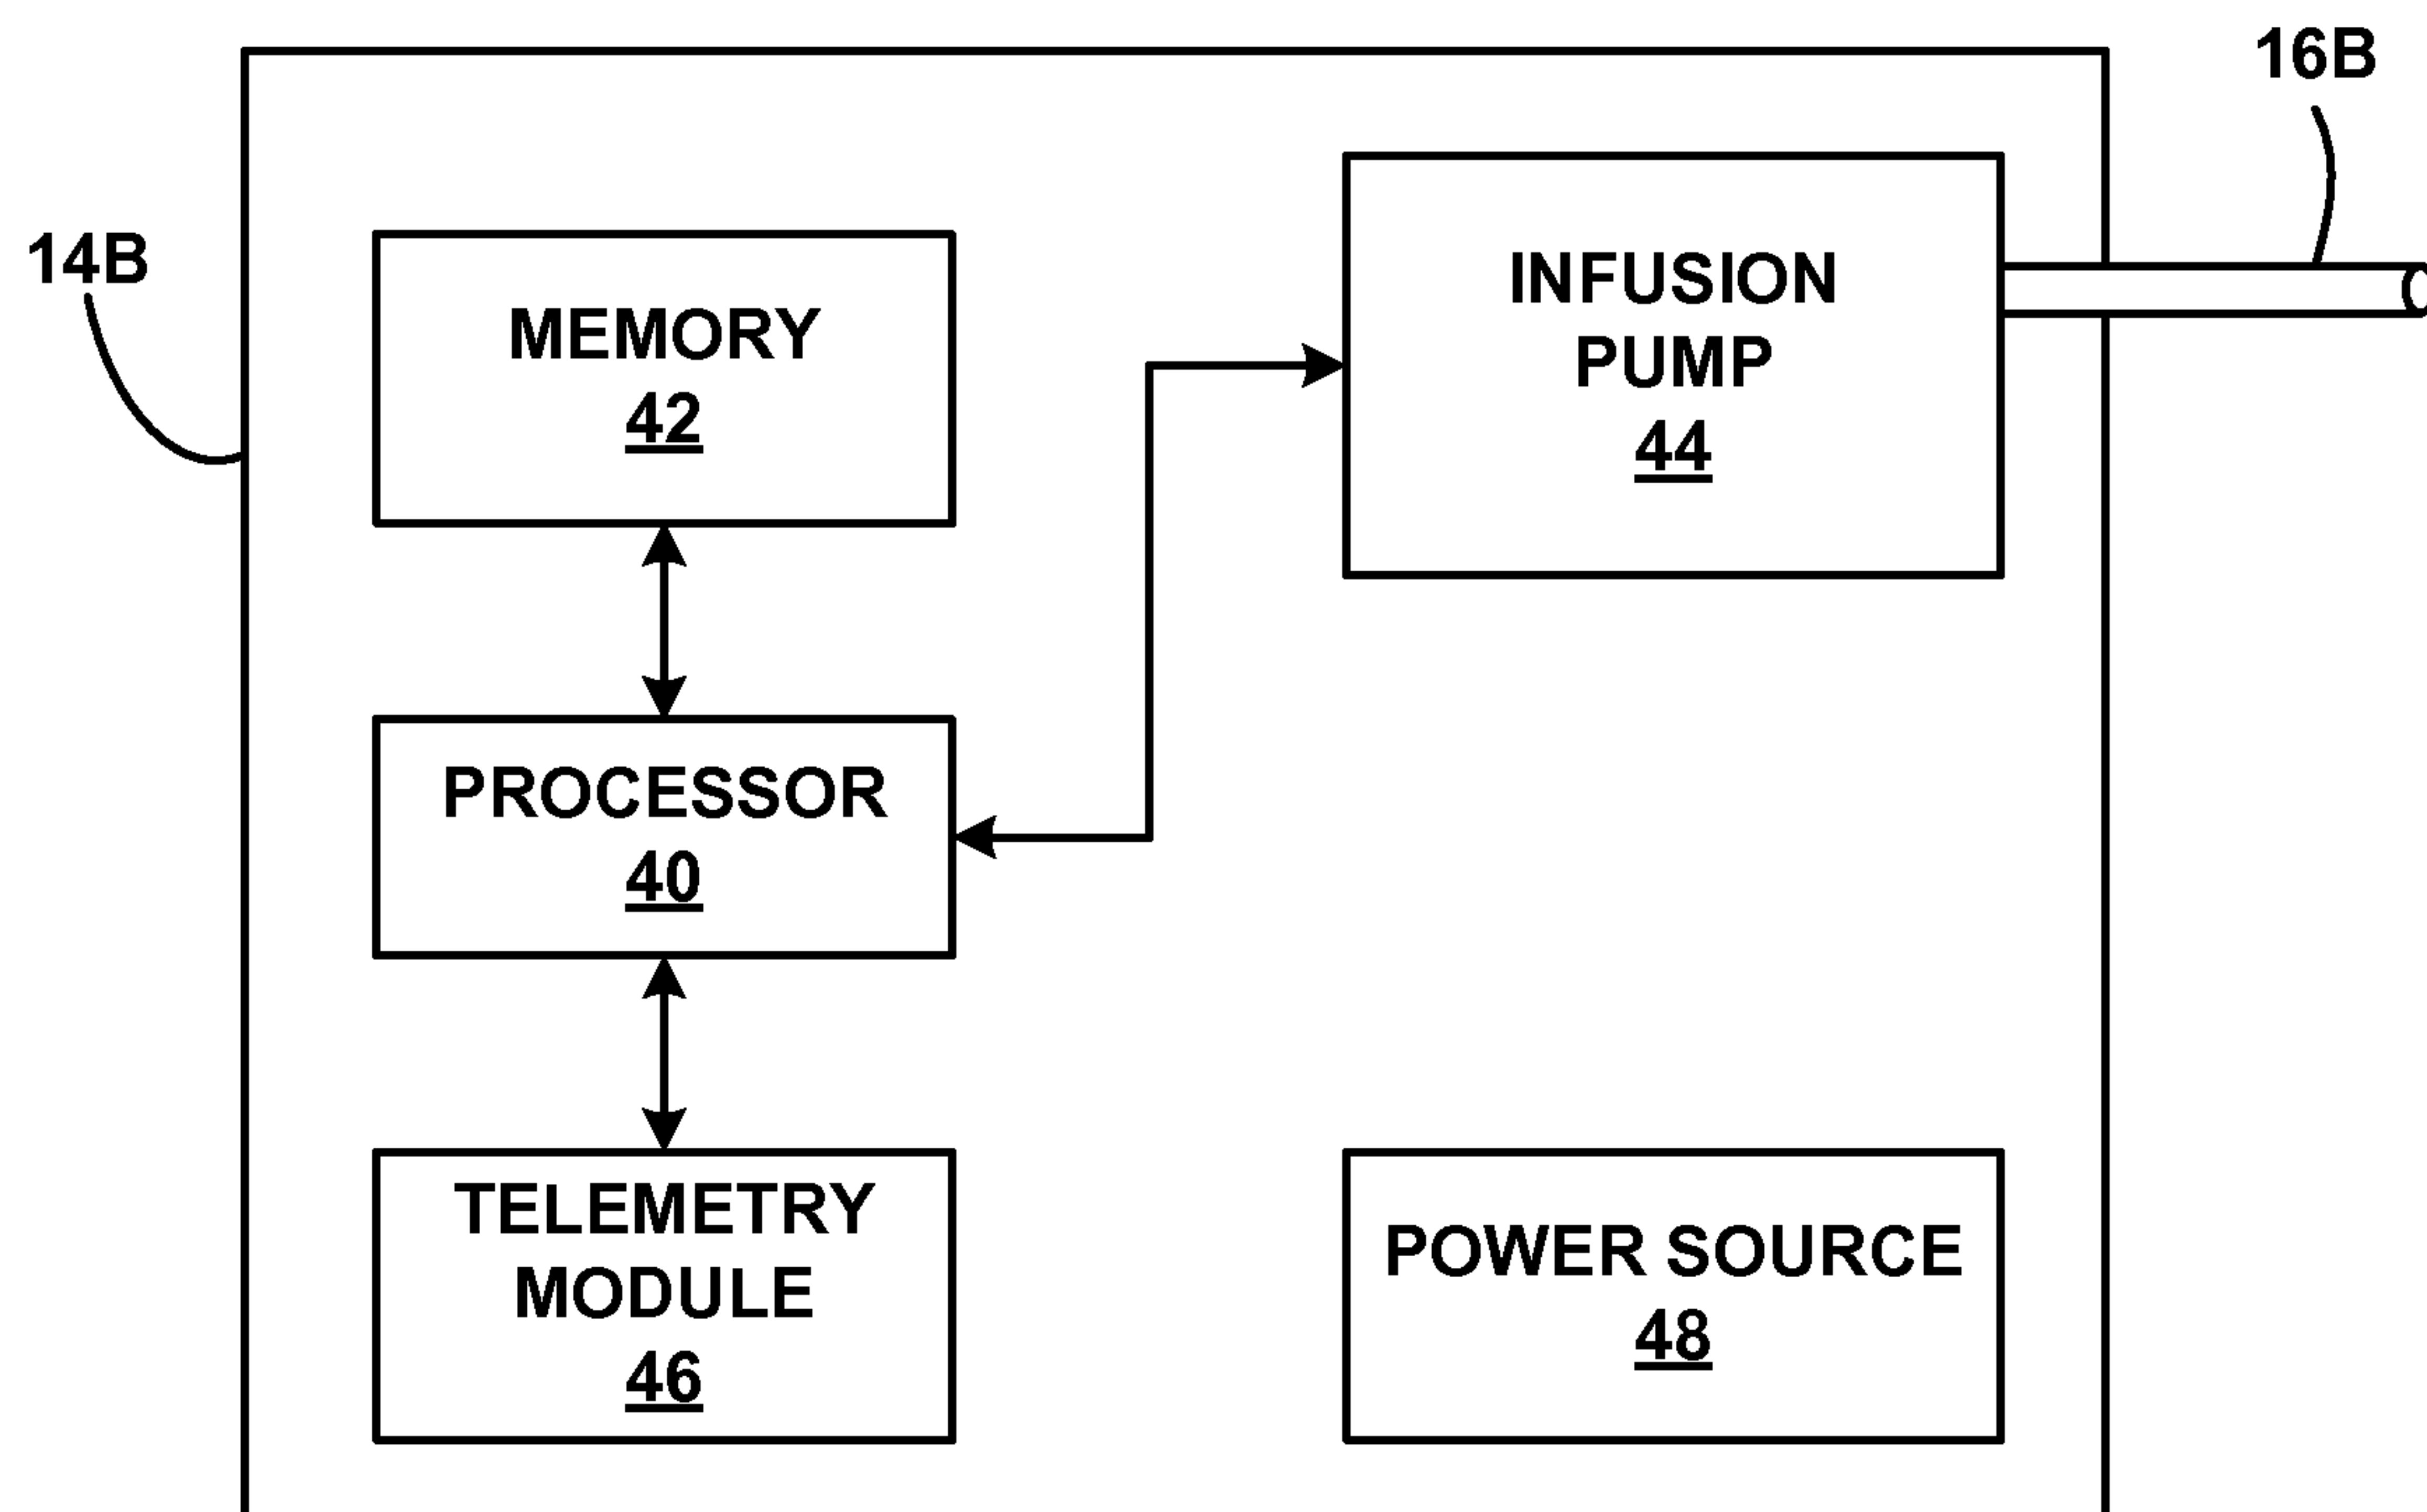 16B
14B
MEMORY
42
INFUSION
PUMP
44
PROCESSOR
40
TELEMETRY
MODULE
46
POWER SOURCE
48